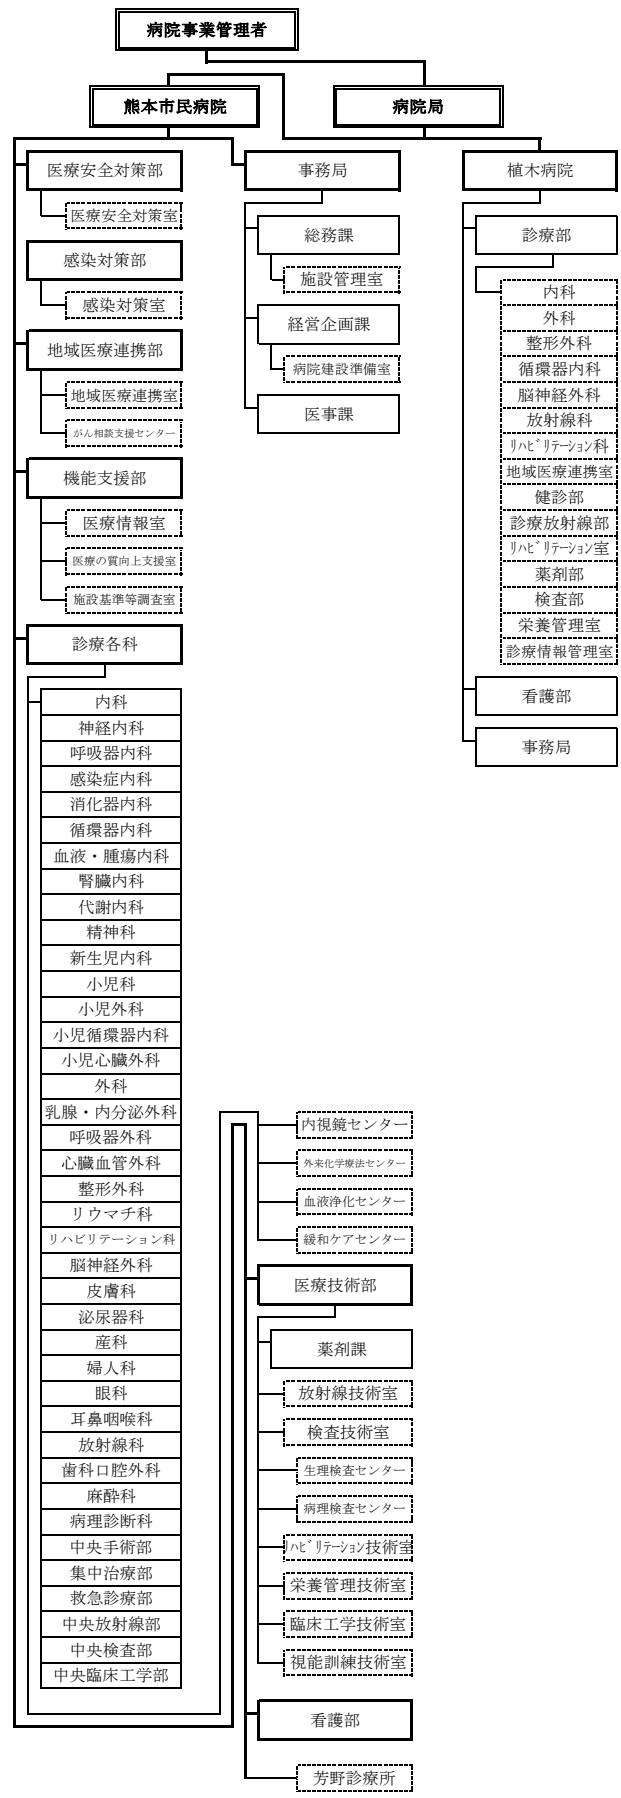 病院事業管理者
熊本市民病院
病院局
医療安全対策部
医療安全対策室
感染対策部
感染対策室
地域医療連携部
地域医療連携室
がん相談支援センター
機能支援部
医療情報室
医療の質向上支援室
施設基準等調査室
診療各科
内科
神経内科
呼吸器内科
感染症内科
消化器内科
循環器内科
血液・腫瘍内科
腎臓内科
代謝内科
精神科
新生児内科
小児科
小児外科
小児循環器内科
小児心臓外科
外科
乳腺・内分泌外科
呼吸器外科
心臓血管外科
整形外科
リウマチ科
リハビリテーション科
脳神経外科
皮膚科
泌尿器科
産科
婦人科
眼科
耳鼻咽喉科
放射線科
歯科口腔外科
麻酔科
病理診断科
中央手術部
集中治療部
救急診療部
中央放射線部
中央検査部
中央臨床工学部
事務局
総務課
施設管理室
経営企画課
病院建設準備室
医事課
内視鏡センター
外来化学療法センター
血液浄化センター
緩和ケアセンター
医療技術部
薬剤課
放射線技術室
検査技術室
生理検査センター
病理検査センター
ﾘﾊﾋﾞﾘﾃｰｼｮﾝ技術室
栄養管理技術室
臨床工学技術室
視能訓練技術室
看護部
芳野診療所
植木病院
診療部
内科
外科
整形外科
循環器内科
脳神経外科
放射線科
ﾘﾊﾋﾞﾘﾃｰｼｮﾝ科
地域医療連携室
健診部
診療放射線部
ﾘﾊﾋﾞﾘﾃｰｼｮﾝ室
薬剤部
検査部
栄養管理室
診療情報管理室
看護部
事務局